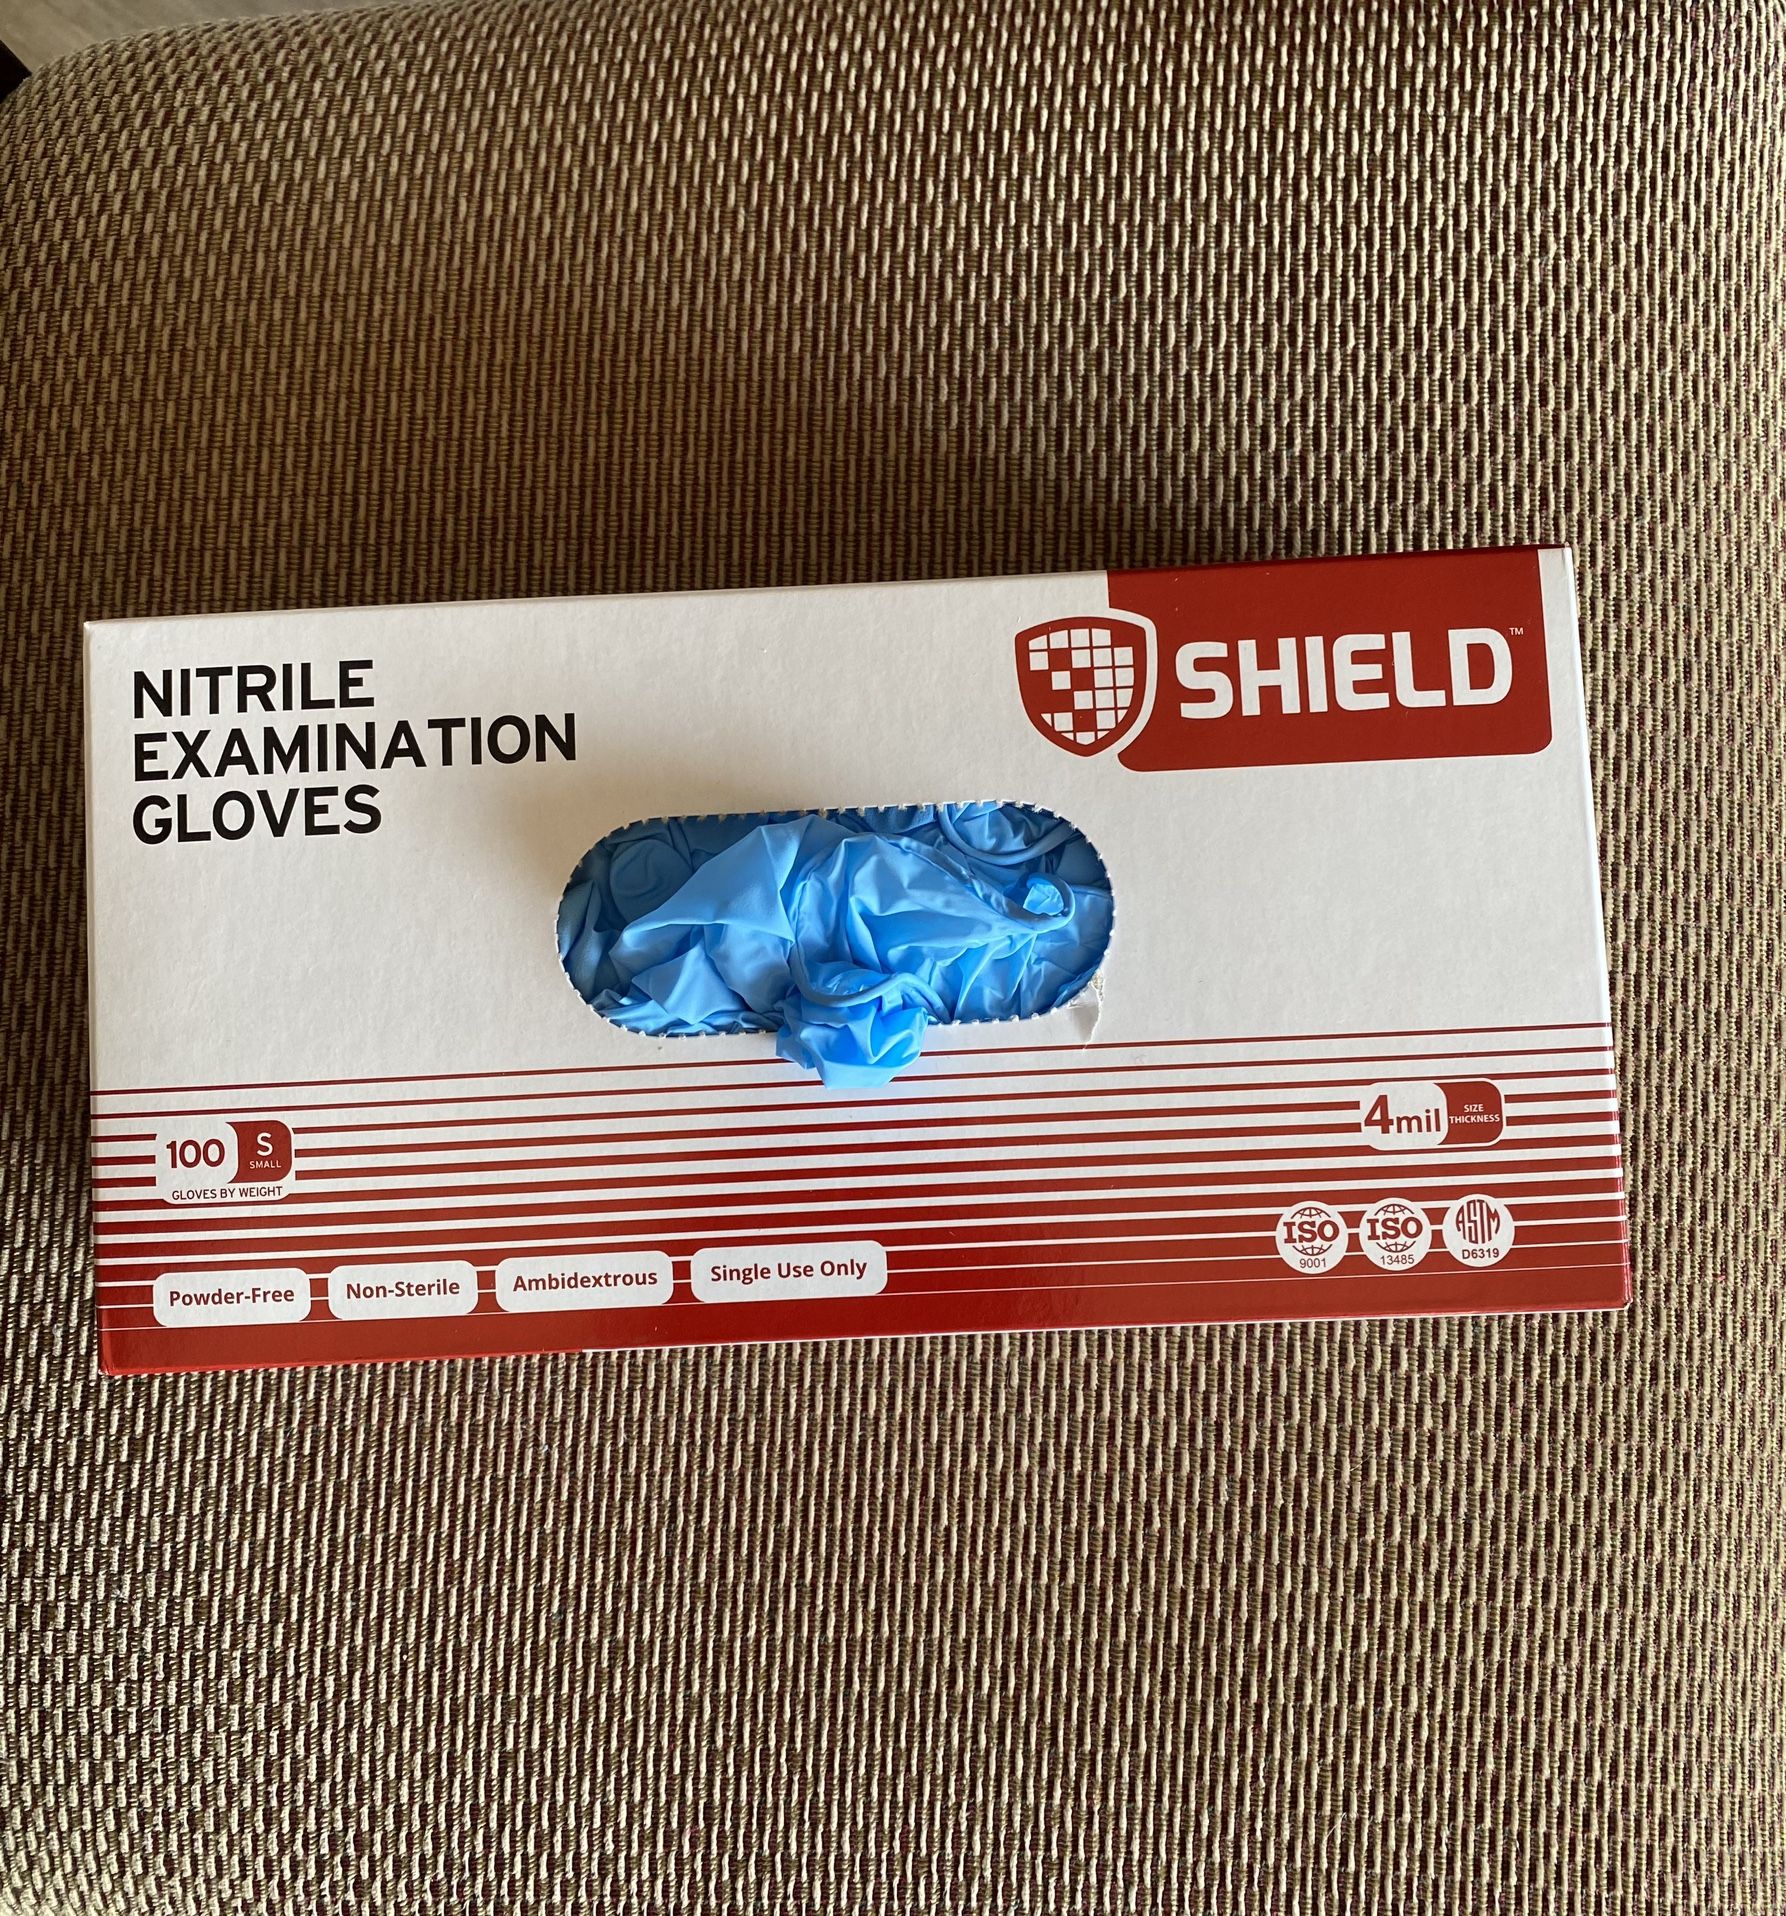 NITRILE
EXAMINATION
GLOVES
SHIELD™
100 S
SMALL
GLOVES BY WEIGHT
4mil SIZE
THICKNESS
ISO
9001
ISO
13485
ASTM
D6319
Powder-Free
Non-Sterile
Ambidextrous
Single Use Only